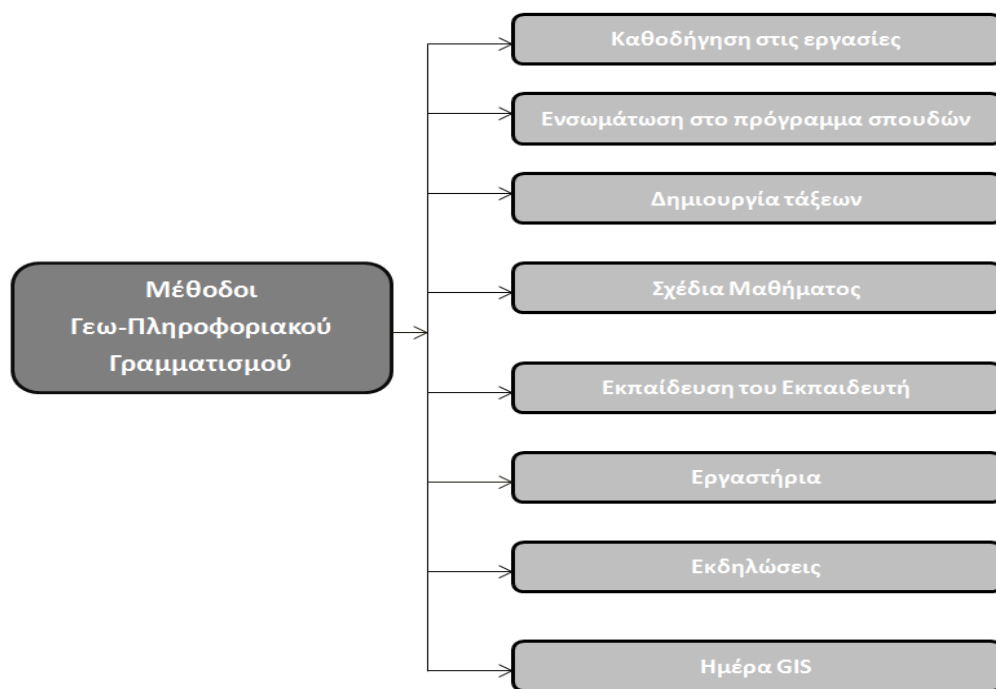 Καθοδήγηση στις εργασίες
Ενσωμάτωση στο πρόγραμμα σπουδών
Δημιουργία τάξεων
Μέθοδοι
Γεω-Πληροφοριακού
Γραμματισμού
Σχέδια Μαθήματος
Εκπαίδευση του Εκπαιδευτή
Εργαστήρια
Εκδηλώσεις
Ημέρα GIS